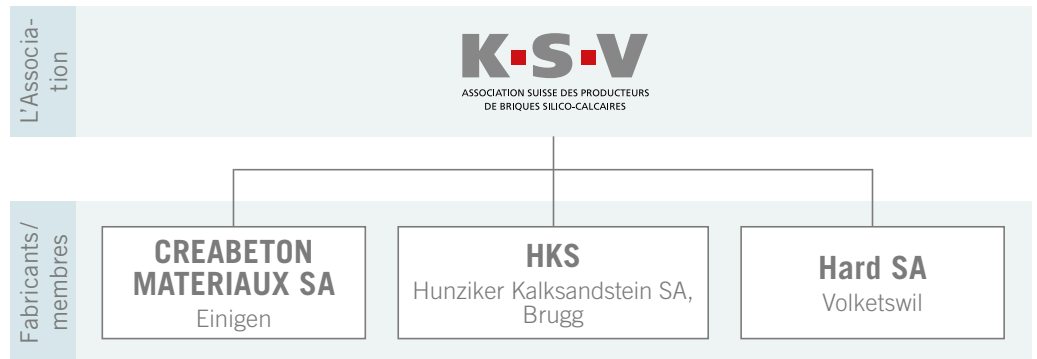 L'Associa-
tion
K·S·V
ASSOCIATION SUISSE DES PRODUCTEURS
DE BRIQUES SILICO-CALCAIRES
Fabricants/
membres
CREABETON
MATERIAUX SA
Einigen
HKS
Hunziker Kalksandstein SA,
Brugg
Hard SA
Volketswil